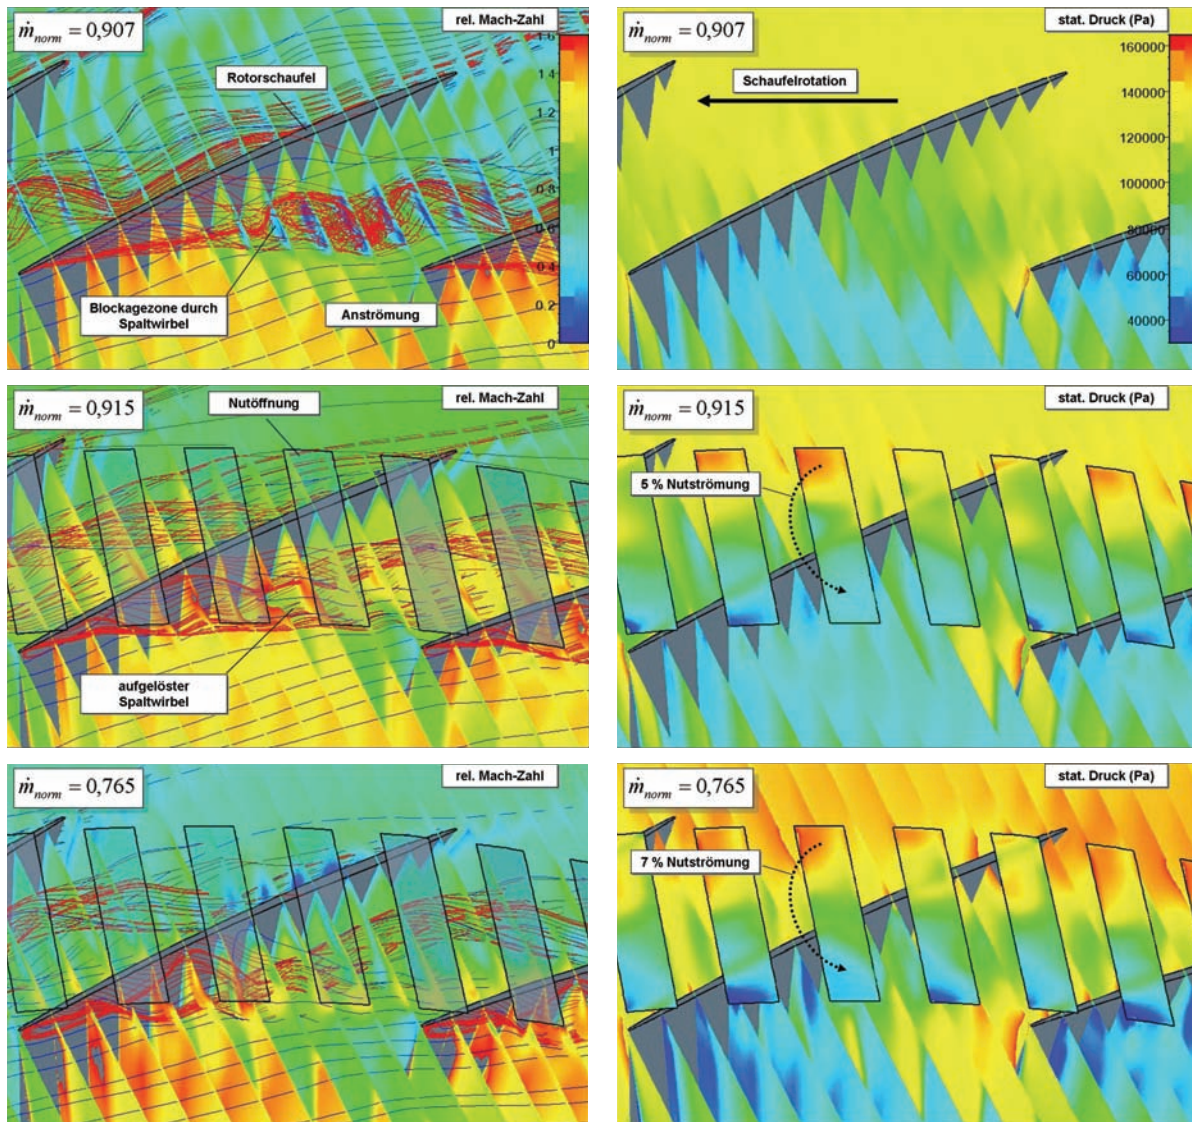 ṁnorm = 0,907
rel. Mach-Zahl
1.6
1.4
1.2
1
0.8
0.6
0.4
0.2
0
Rotorschaufel
Blockagezone durch
Spaltwirbel
Anströmung
ṁnorm = 0,907
stat. Druck (Pa)
160000
140000
120000
100000
80000
60000
40000
Schaufelrotation
ṁnorm = 0,915
Nutöffnung
rel. Mach-Zahl
aufgelöster
Spaltwirbel
ṁnorm = 0,915
stat. Druck (Pa)
5 % Nutströmung
ṁnorm = 0,765
rel. Mach-Zahl
ṁnorm = 0,765
stat. Druck (Pa)
7 % Nutströmung